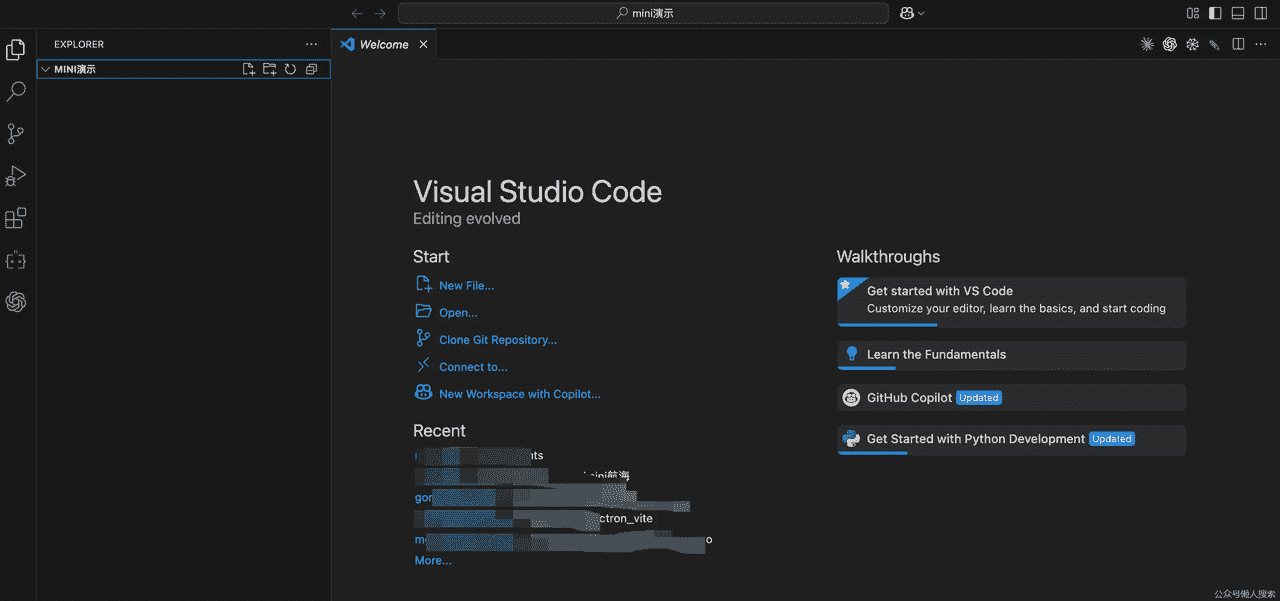 mini演示
EXPLORER
Welcome
MINI演示
Visual Studio Code
Editing evolved
Start
New File...
Open...
Clone Git Repository...
Connect to...
New Workspace with Copilot...
Recent
More...
Walkthroughs
Get started with VS Code
Customize your editor, learn the basics, and start coding
Learn the Fundamentals
GitHub Copilot Updated
Get Started with Python Development Updated
公众号懒人搜索